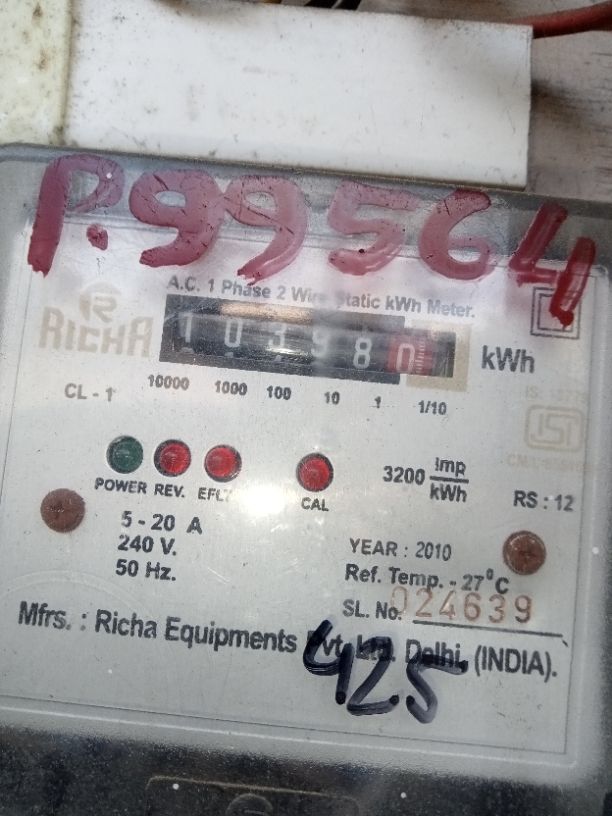 P.99564
A.C. 1 Phase 2 Wire Static kWh Meter.
RICHA
103980 kWh
CL - 1 10000 1000 100 10 1 1/10
POWER REV. EFLT CAL
3200 Imp/kWh
RS : 12
5 - 20 A
240 V.
50 Hz.
YEAR : 2010
Ref. Temp. - 27°C
SL. No. 024639
Mfrs. : Richa Equipments Pvt. Ltd. Delhi. (INDIA).
425